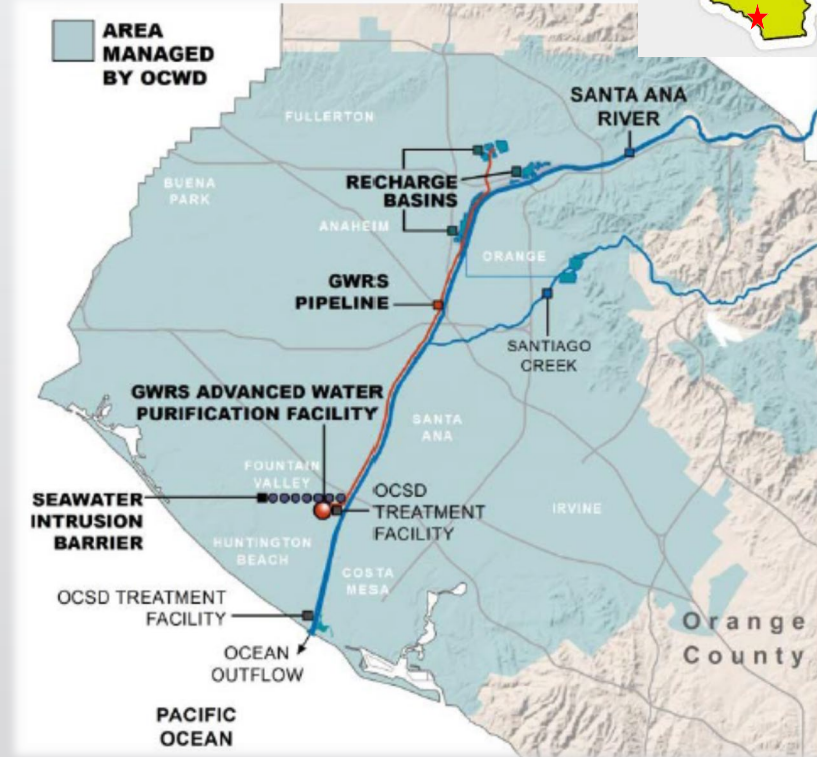 AREA
MANAGED
BY OCWD
SANTA ANA
RIVER
FULLERTON
BUENA
PARK
RECHARGE
BASINS
ANAHEIM
ORANGE
GWRS
PIPELINE
SANTIAGO
CREEK
GWRS ADVANCED WATER
PURIFICATION FACILITY
SANTA
ANA
FOUNTAIN
VALLEY
SEAWATER
INTRUSION
BARRIER
OCSD
TREATMENT
FACILITY
IRVINE
HUNTINGTON
BEACH
COSTA
MESA
OCSD TREATMENT
FACILITY
Orange
County
OCEAN
OUTFLOW
PACIFIC
OCEAN